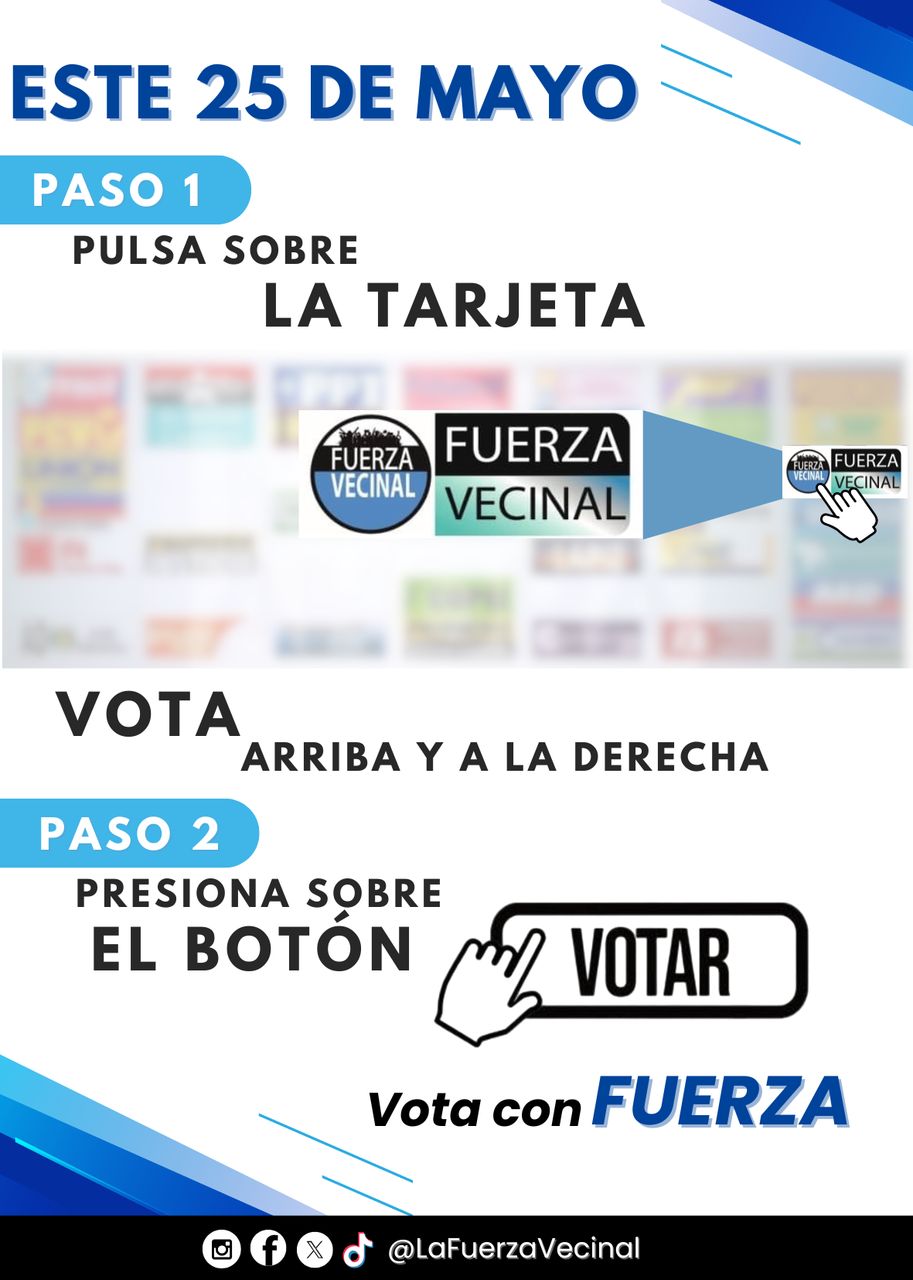 ESTE 25 DE MAYO
PASO 1
PULSA SOBRE
LA TARJETA
FUERZA
VECINAL
FUERZA
VECINAL
FUERZA
VECINAL
FUERZA
VECINAL
VOTA
ARRIBA Y A LA DERECHA
PASO 2
PRESIONA SOBRE
EL BOTÓN
VOTAR
Vota con FUERZA
@LaFuerzaVecinal